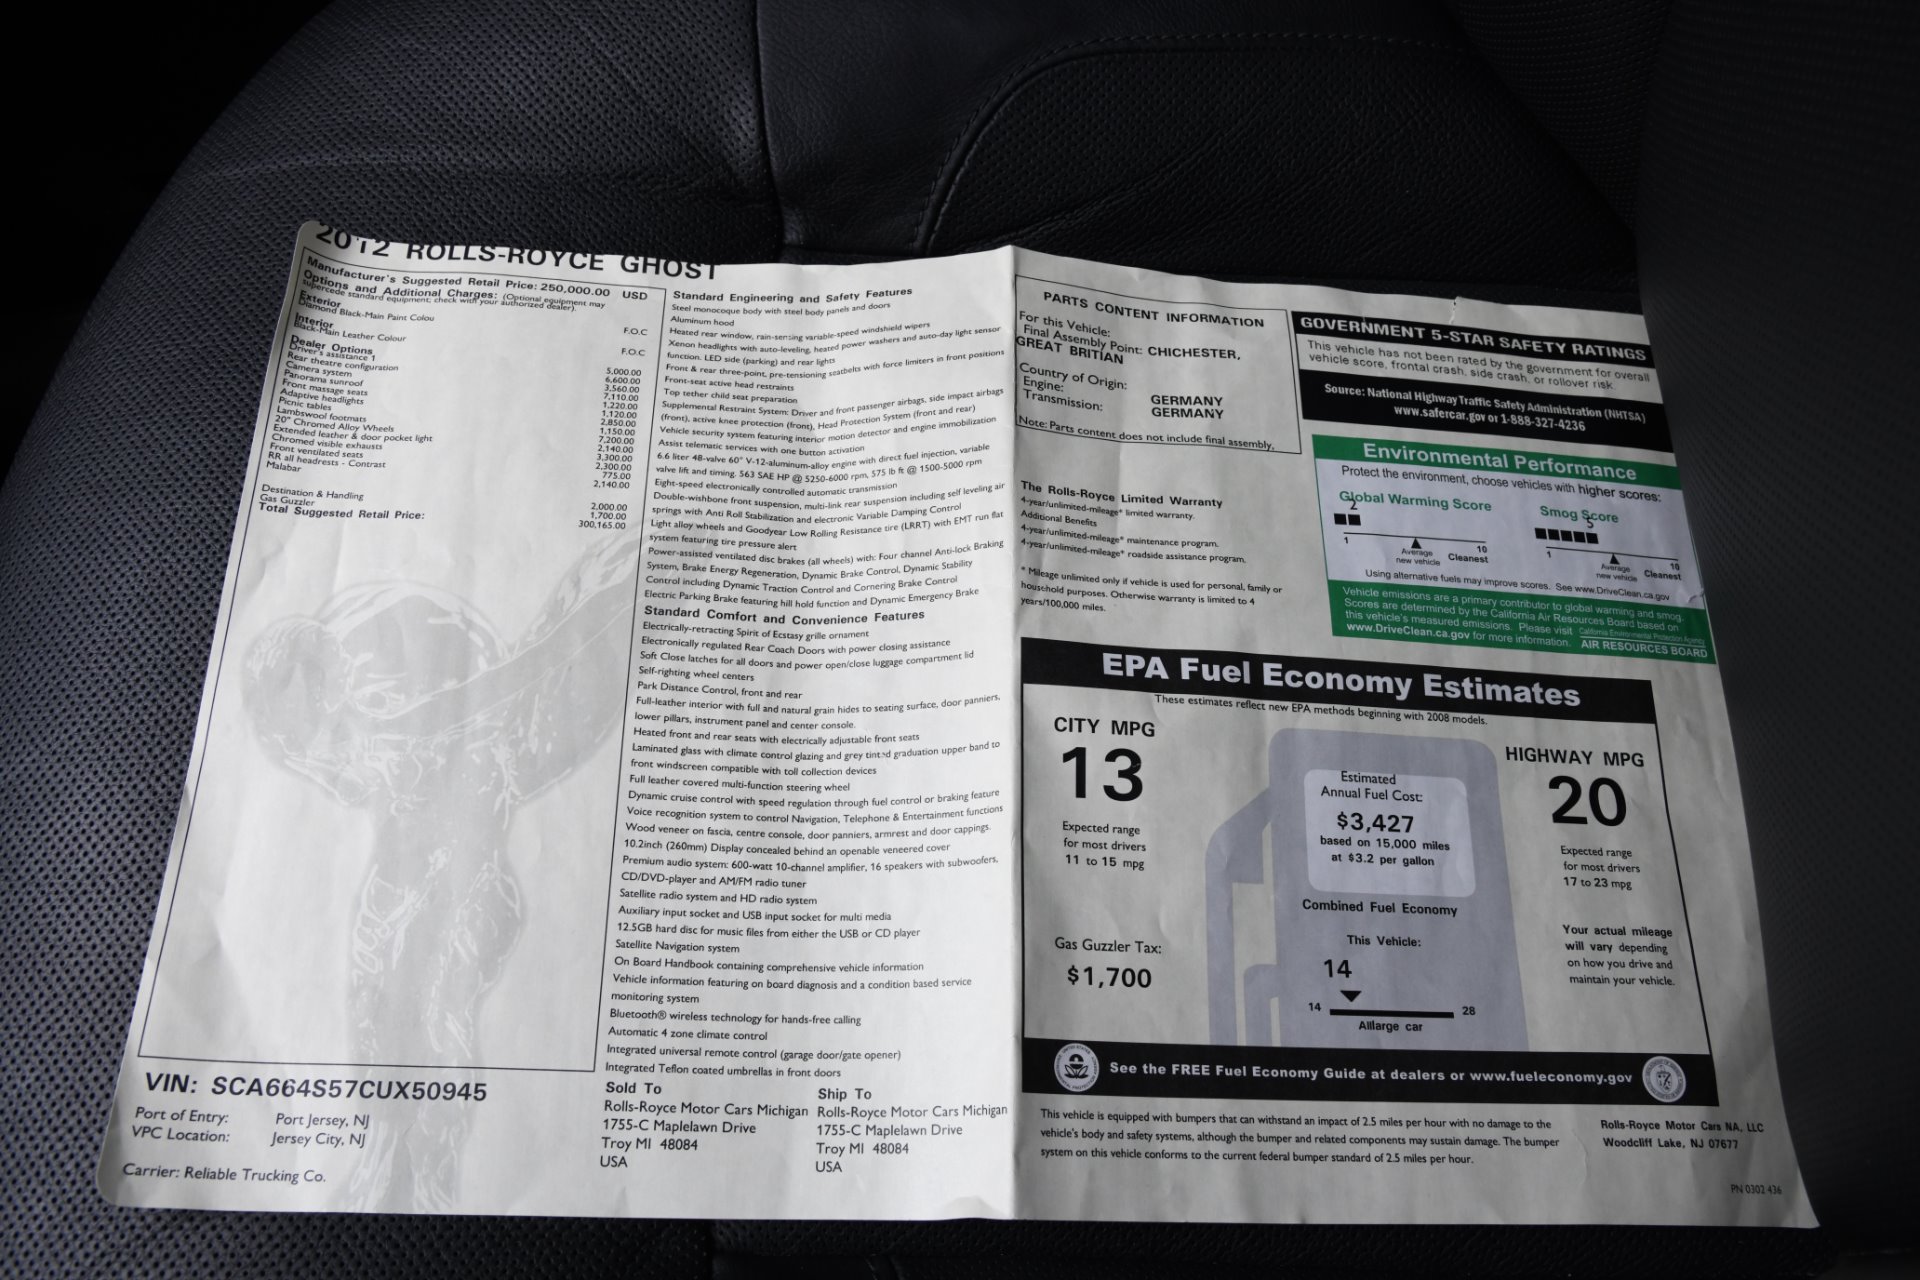 2012 ROLLS-ROYCE GHOST
Manufacturer's Suggested Retail Price: 250,000.00 USD
Options and Additional Charges: (Optional equipment may
supercede standard equipment; check with your authorized dealer).
Exterior
Diamond Black-Main Paint Colou F.O.C
Interior
Black-Main Leather Colour F.O.C
Dealer Options
Driver's assistance 1 5,000.00
Rear theatre configuration 6,600.00
Camera system 3,560.00
Panorama sunroof 7,110.00
Front massage seats 1,220.00
Adaptive headlights 1,120.00
Picnic tables 2,850.00
Lambswool footmats 1,150.00
20" Chromed Alloy Wheels 7,200.00
Extended leather & door pocket light 2,140.00
Chromed visible exhausts 3,300.00
Front ventilated seats 2,300.00
RR all headrests - Contrast 775.00
Malabar 2,140.00
Destination & Handling 2,000.00
Gas Guzzler 1,700.00
Total Suggested Retail Price: 300,165.00
VIN: SCA664S57CUX50945
Port of Entry: Port Jersey, NJ
VPC Location: Jersey City, NJ
Carrier: Reliable Trucking Co.
Standard Engineering and Safety Features
Steel monocoque body with steel body panels and doors
Aluminum hood
Heated rear window, rain-sensing variable-speed windshield wipers
Xenon headlights with auto-leveling, heated power washers and auto-day light sensor
function. LED side (parking) and rear lights
Front & rear three-point, pre-tensioning seatbelts with force limiters in front positions
Front-seat active head restraints
Top tether child seat preparation
Supplemental Restraint System: Driver and front passenger airbags, side impact airbags
(front), active knee protection (front), Head Protection System (front and rear)
Vehicle security system featuring interior motion detector and engine immobilization
Assist telematic services with one button activation
6.6 liter 48-valve 60° V-12-aluminum-alloy engine with direct fuel injection, variable
valve lift and timing. 563 SAE HP @ 5250-6000 rpm, 575 lb ft @ 1500-5000 rpm
Eight-speed electronically controlled automatic transmission
Double-wishbone front suspension, multi-link rear suspension including self leveling air
springs with Anti Roll Stabilization and electronic Variable Damping Control
Light alloy wheels and Goodyear Low Rolling Resistance tire (LRRT) with EMT run flat
system featuring tire pressure alert
Power-assisted ventilated disc brakes (all wheels) with: Four channel Anti-lock Braking
System, Brake Energy Regeneration, Dynamic Brake Control, Dynamic Stability
Control including Dynamic Traction Control and Cornering Brake Control
Electric Parking Brake featuring hill hold function and Dynamic Emergency Brake
Standard Comfort and Convenience Features
Electrically-retracting Spirit of Ecstasy grille ornament
Electronically regulated Rear Coach Doors with power closing assistance
Soft Close latches for all doors and power open/close luggage compartment lid
Self-righting wheel centers
Park Distance Control, front and rear
Full-leather interior with full and natural grain hides to seating surface, door panniers,
lower pillars, instrument panel and center console.
Heated front and rear seats with electrically adjustable front seats
Laminated glass with climate control glazing and grey tinted graduation upper band to
front windscreen compatible with toll collection devices
Full leather covered multi-function steering wheel
Dynamic cruise control with speed regulation through fuel control or braking feature
Voice recognition system to control Navigation, Telephone & Entertainment functions
Wood veneer on fascia, centre console, door panniers, armrest and door cappings.
10.2inch (260mm) Display concealed behind an openable veneered cover
Premium audio system: 600-watt 10-channel amplifier, 16 speakers with subwoofers,
CD/DVD-player and AM/FM radio tuner
Satellite radio system and HD radio system
Auxiliary input socket and USB input socket for multi media
12.5GB hard disc for music files from either the USB or CD player
Satellite Navigation system
On Board Handbook containing comprehensive vehicle information
Vehicle information featuring on board diagnosis and a condition based service
monitoring system
Bluetooth® wireless technology for hands-free calling
Automatic 4 zone climate control
Integrated universal remote control (garage door/gate opener)
Integrated Teflon coated umbrellas in front doors
Sold To
Rolls-Royce Motor Cars Michigan
1755-C Maplelawn Drive
Troy MI 48084
USA
Ship To
Rolls-Royce Motor Cars Michigan
1755-C Maplelawn Drive
Troy MI 48084
USA
PARTS CONTENT INFORMATION
For this Vehicle:
Final Assembly Point: CHICHESTER,
GREAT BRITIAN
Country of Origin:
Engine: GERMANY
Transmission: GERMANY
Note: Parts content does not include final assembly,
The Rolls-Royce Limited Warranty
4-year/unlimited-mileage* limited warranty.
Additional Benefits
4-year/unlimited-mileage* maintenance program.
4-year/unlimited-mileage* roadside assistance program.
* Mileage unlimited only if vehicle is used for personal, family or
household purposes. Otherwise warranty is limited to 4
years/100,000 miles.
GOVERNMENT 5-STAR SAFETY RATINGS
This vehicle has not been rated by the government for overall
vehicle score, frontal crash, side crash, or rollover risk
Source: National Highway Traffic Safety Administration (NHTSA)
www.safercar.gov or 1-888-327-4236
Environmental Performance
Protect the environment, choose vehicles with higher scores:
Global Warming Score
2
1 Average new vehicle 10 Cleanest
Smog Score
5
1 Average new vehicle 10 Cleanest
Using alternative fuels may improve scores. See www.DriveClean.ca.gov
Vehicle emissions are a primary contributor to global warming and smog.
Scores are determined by the California Air Resources Board based on
this vehicle's measured emissions. Please visit
www.DriveClean.ca.gov for more information.
California Environmental Protection Agency
AIR RESOURCES BOARD
EPA Fuel Economy Estimates
These estimates reflect new EPA methods beginning with 2008 models.
CITY MPG
13
Expected range
for most drivers
11 to 15 mpg
Gas Guzzler Tax:
$1,700
Estimated
Annual Fuel Cost:
$3,427
based on 15,000 miles
at $3.2 per gallon
Combined Fuel Economy
This Vehicle:
14
14 28
Alllarge car
HIGHWAY MPG
20
Expected range
for most drivers
17 to 23 mpg
Your actual mileage
will vary depending
on how you drive and
maintain your vehicle.
See the FREE Fuel Economy Guide at dealers or www.fueleconomy.gov
This vehicle is equipped with bumpers that can withstand an impact of 2.5 miles per hour with no damage to the
vehicle's body and safety systems, although the bumper and related components may sustain damage. The bumper
system on this vehicle conforms to the current federal bumper standard of 2.5 miles per hour.
Rolls-Royce Motor Cars NA, LLC
Woodcliff Lake, NJ 07677
PN 0302 436